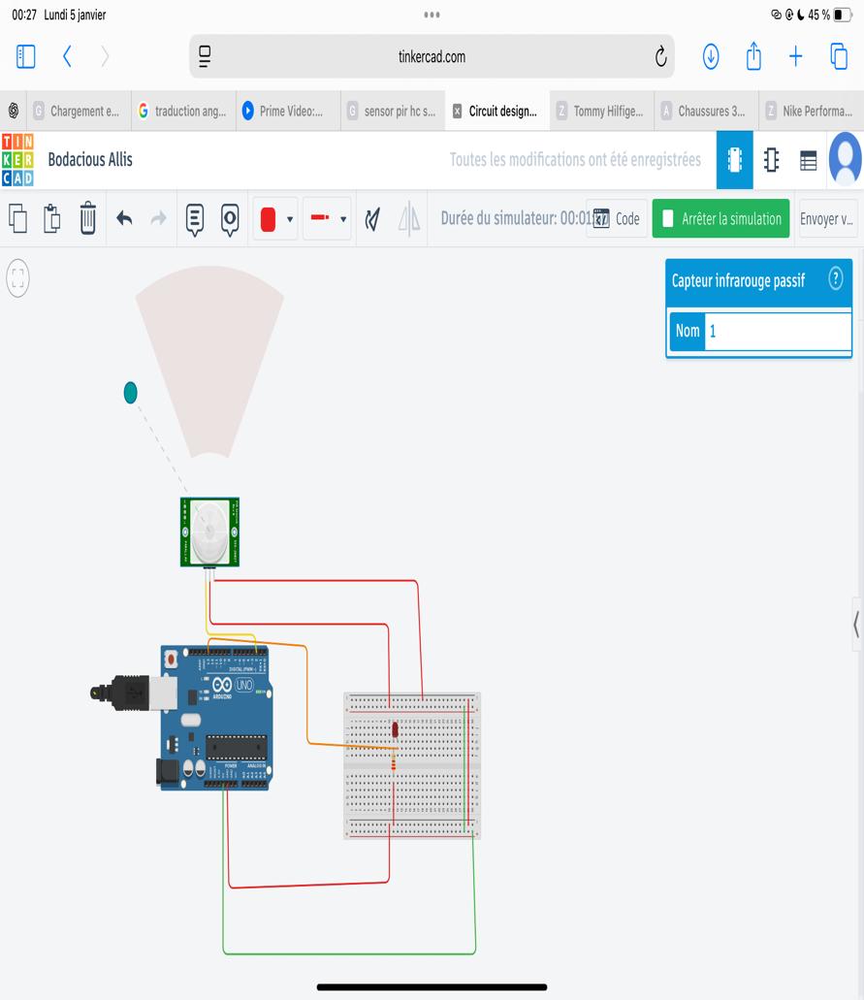 00:27 Lundi 5 janvier
45 %
tinkercad.com
Chargement e...
traduction ang...
Prime Video:...
sensor pir hc s...
Circuit design...
Tommy Hilfige...
Chaussures 3...
Nike Performa...
TIN
KER
CAD
Bodacious Allis
Toutes les modifications ont été enregistrées
Durée du simulateur: 00:01
Code
Arrêter la simulation
Envoyer v...
Capteur infrarouge passif
?
Nom 1
DIGITAL (PWM~)
UNO
ARDUINO
POWER
ANALOG IN